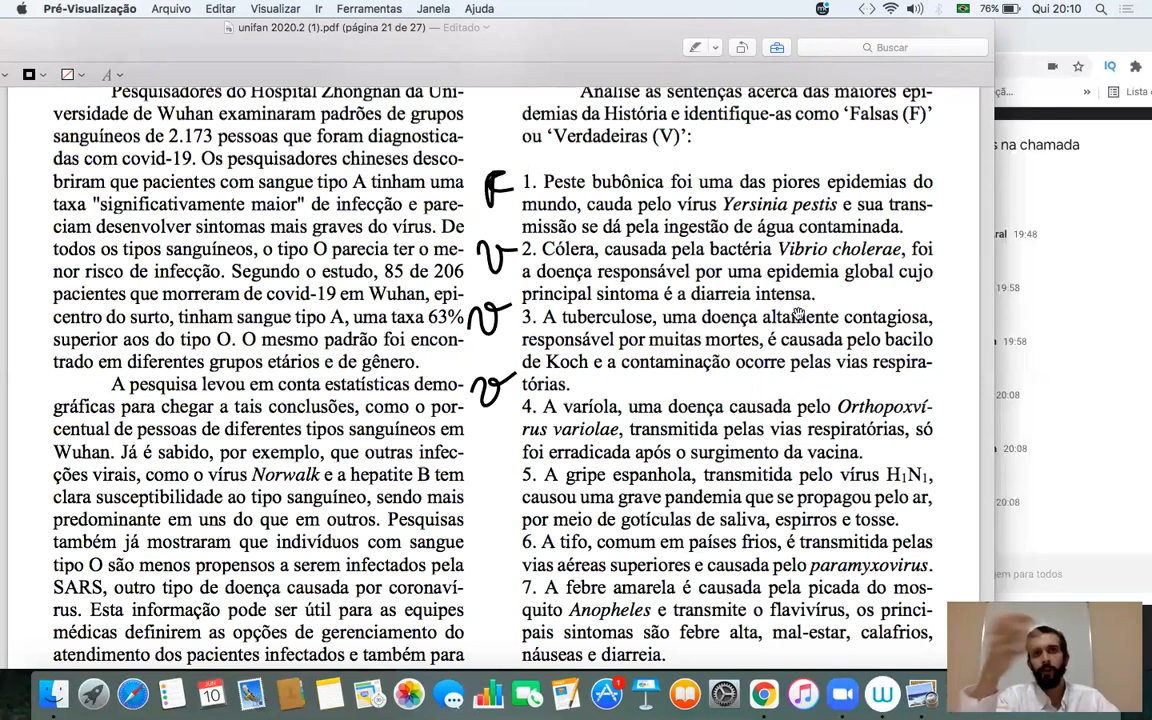 Pré-Visualização Arquivo Editar Visualizar Ir Ferramentas Janela Ajuda 76% Qui 20:10
unifan 2020.2 (1).pdf (página 21 de 27) — Editado
Buscar
Pesquisadores do Hospital Zhongnan da Uni-
versidade de Wuhan examinaram padrões de grupos
sanguíneos de 2.173 pessoas que foram diagnostica-
das com covid-19. Os pesquisadores chineses desco-
briram que pacientes com sangue tipo A tinham uma
taxa "significativamente maior" de infecção e pare-
ciam desenvolver sintomas mais graves do vírus. De
todos os tipos sanguíneos, o tipo O parecia ter o me-
nor risco de infecção. Segundo o estudo, 85 de 206
pacientes que morreram de covid-19 em Wuhan, epi-
centro do surto, tinham sangue tipo A, uma taxa 63%
superior aos do tipo O. O mesmo padrão foi encon-
trado em diferentes grupos etários e de gênero.
A pesquisa levou em conta estatísticas demo-
gráficas para chegar a tais conclusões, como o por-
centual de pessoas de diferentes tipos sanguíneos em
Wuhan. Já é sabido, por exemplo, que outras infec-
ções virais, como o vírus Norwalk e a hepatite B tem
clara susceptibilidade ao tipo sanguíneo, sendo mais
predominante em uns do que em outros. Pesquisas
também já mostraram que indivíduos com sangue
tipo O são menos propensos a serem infectados pela
SARS, outro tipo de doença causada por coronaví-
rus. Esta informação pode ser útil para as equipes
médicas definirem as opções de gerenciamento do
atendimento dos pacientes infectados e também para
Analise as sentenças acerca das maiores epi-
demias da História e identifique-as como ‘Falsas (F)’
ou ‘Verdadeiras (V)’:
F 1. Peste bubônica foi uma das piores epidemias do
mundo, cauda pelo vírus Yersinia pestis e sua trans-
missão se dá pela ingestão de água contaminada.
V 2. Cólera, causada pela bactéria Vibrio cholerae, foi
a doença responsável por uma epidemia global cujo
principal sintoma é a diarreia intensa.
V 3. A tuberculose, uma doença altamente contagiosa,
responsável por muitas mortes, é causada pelo bacilo
de Koch e a contaminação ocorre pelas vias respira-
tórias.
V 4. A varíola, uma doença causada pelo Orthopoxví-
rus variolae, transmitida pelas vias respiratórias, só
foi erradicada após o surgimento da vacina.
5. A gripe espanhola, transmitida pelo vírus H₁N₁,
causou uma grave pandemia que se propagou pelo ar,
por meio de gotículas de saliva, espirros e tosse.
6. A tifo, comum em países frios, é transmitida pelas
vias aéreas superiores e causada pelo paramyxovirus.
7. A febre amarela é causada pela picada do mos-
quito Anopheles e transmite o flavivírus, os princi-
pais sintomas são febre alta, mal-estar, calafrios,
náuseas e diarreia.
IQ
Lista
s na chamada
19:48
19:58
19:58
20:08
20:08
para todos
JUN
10
1
W